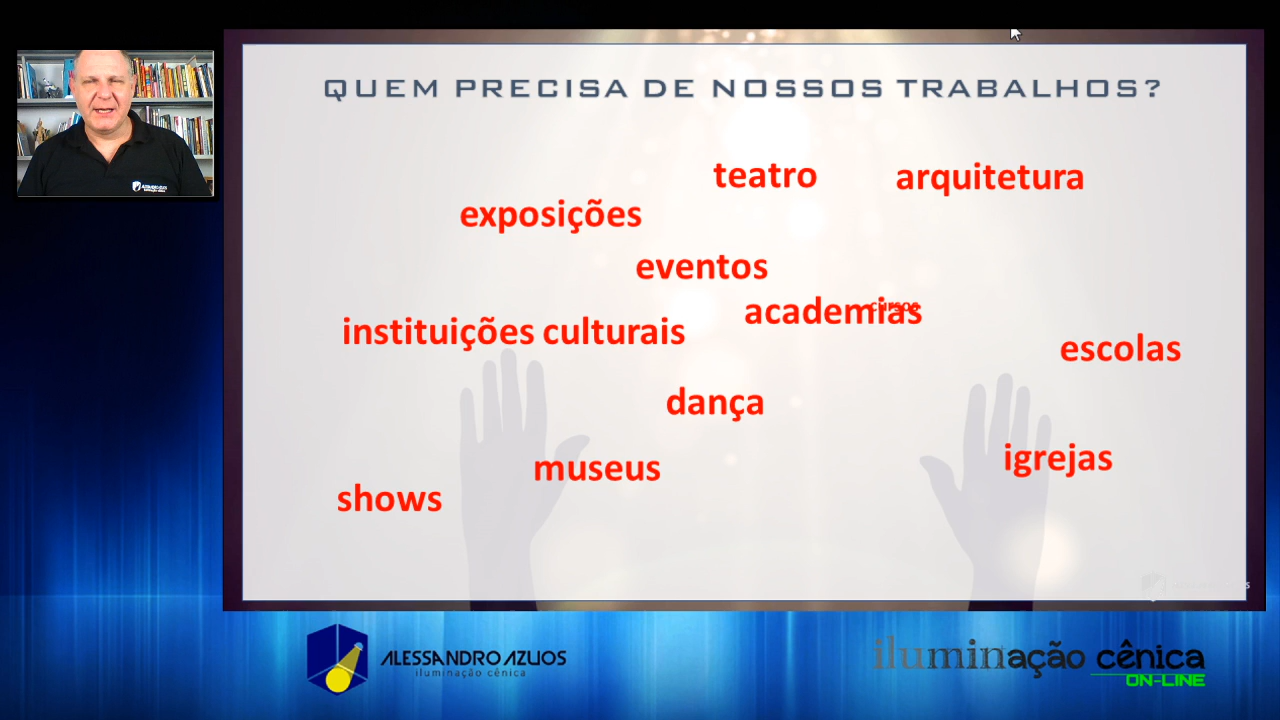 QUEM PRECISA DE NOSSOS TRABALHOS?
teatro
arquitetura
exposições
eventos
cursos
academias
instituições culturais
escolas
dança
igrejas
museus
shows
ALESSANDRO AZUOS
iluminação cênica
iluminação cênica
ON-LINE